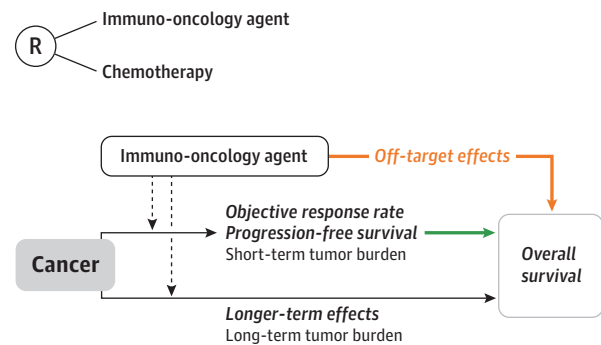 Immuno-oncology agent
R
Chemotherapy
Immuno-oncology agent
Off-target effects
Objective response rate
Progression-free survival
Short-term tumor burden
Cancer
Overall
survival
Longer-term effects
Long-term tumor burden